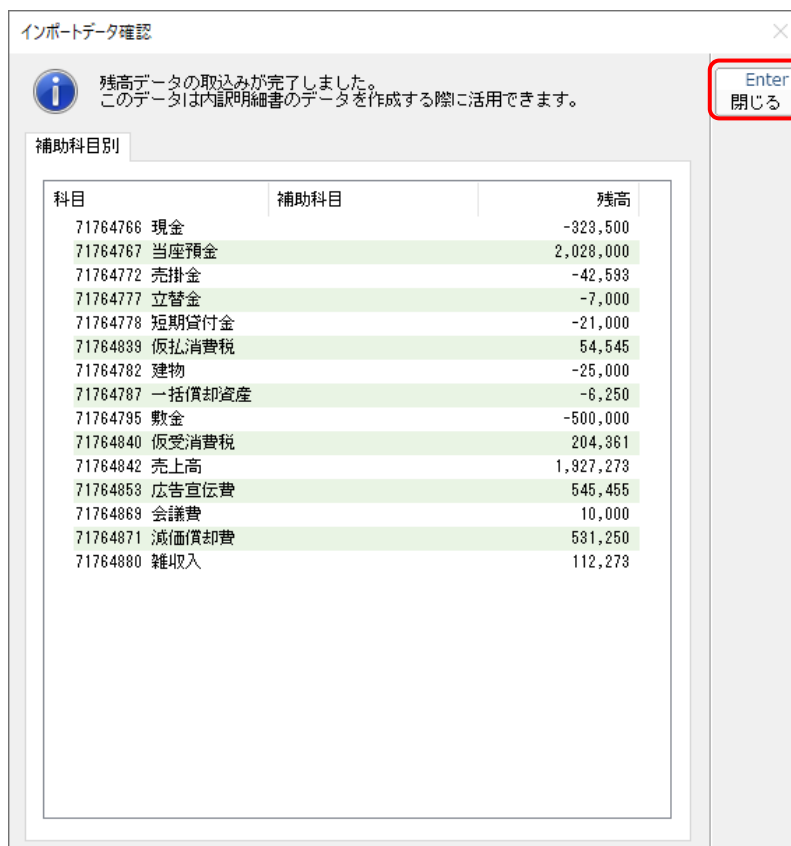 インポートデータ確認
残高データの取込みが完了しました。
このデータは内訳明細書のデータを作成する際に活用できます。
Enter
閉じる
補助科目別
科目 補助科目 残高
71764766 現金 -323,500
71764767 当座預金 2,028,000
71764772 売掛金 -42,593
71764777 立替金 -7,000
71764778 短期貸付金 -21,000
71764839 仮払消費税 54,545
71764782 建物 -25,000
71764787 一括償却資産 -6,250
71764795 敷金 -500,000
71764840 仮受消費税 204,361
71764842 売上高 1,927,273
71764853 広告宣伝費 545,455
71764869 会議費 10,000
71764871 減価償却費 531,250
71764880 雑収入 112,273